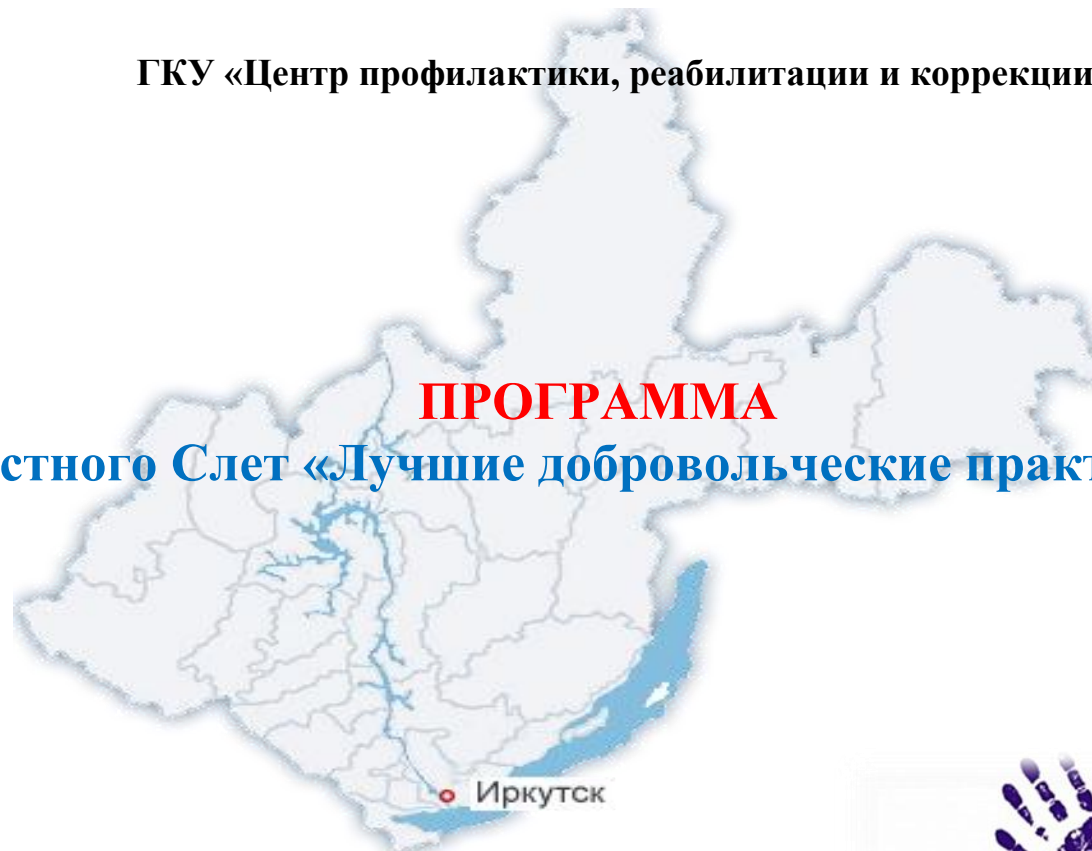 ГКУ «Центр профилактики, реабилитации и коррекции
ПРОГРАММА
стного Слет «Лучшие добровольческие практ
Иркутск